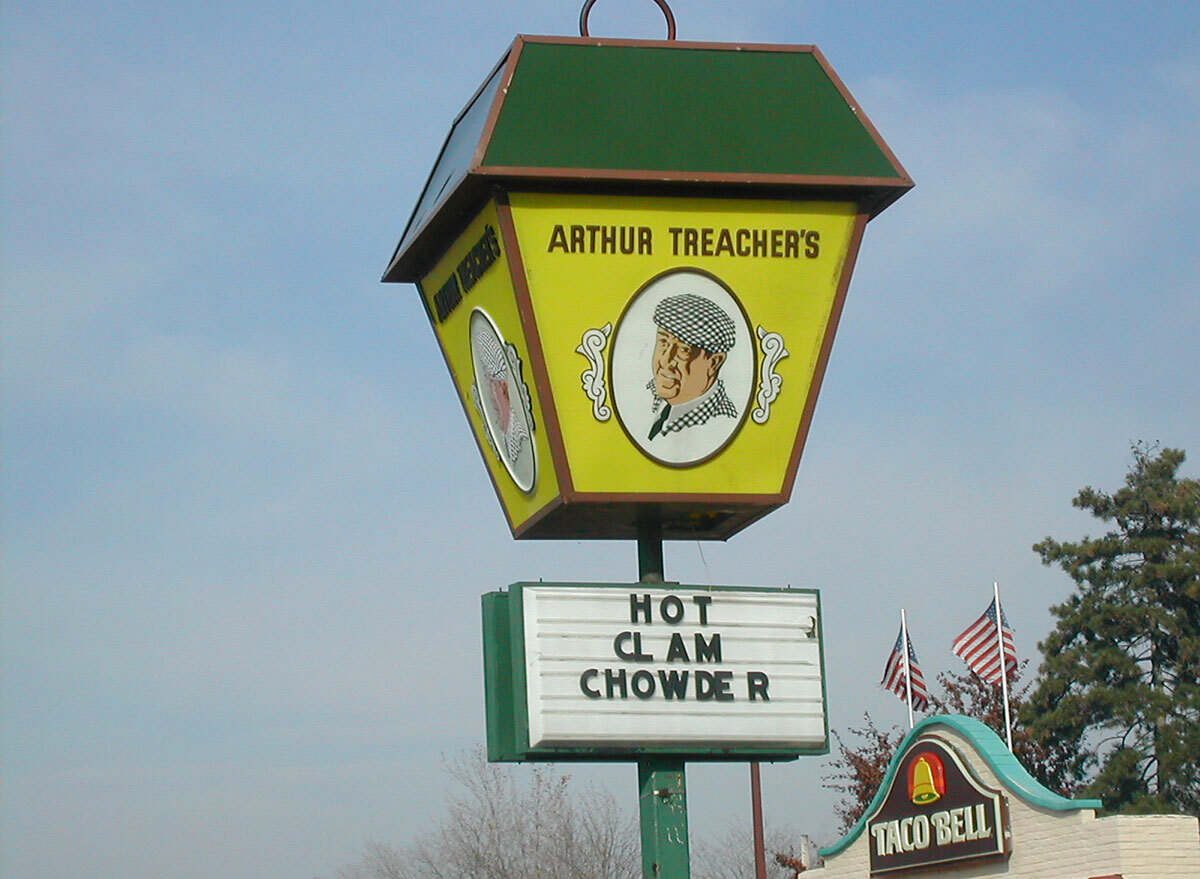 ARTHUR TREACHER'S
ARTHUR TREACHER'S
HOT
CLAM
CHOWDER
TACO BELL